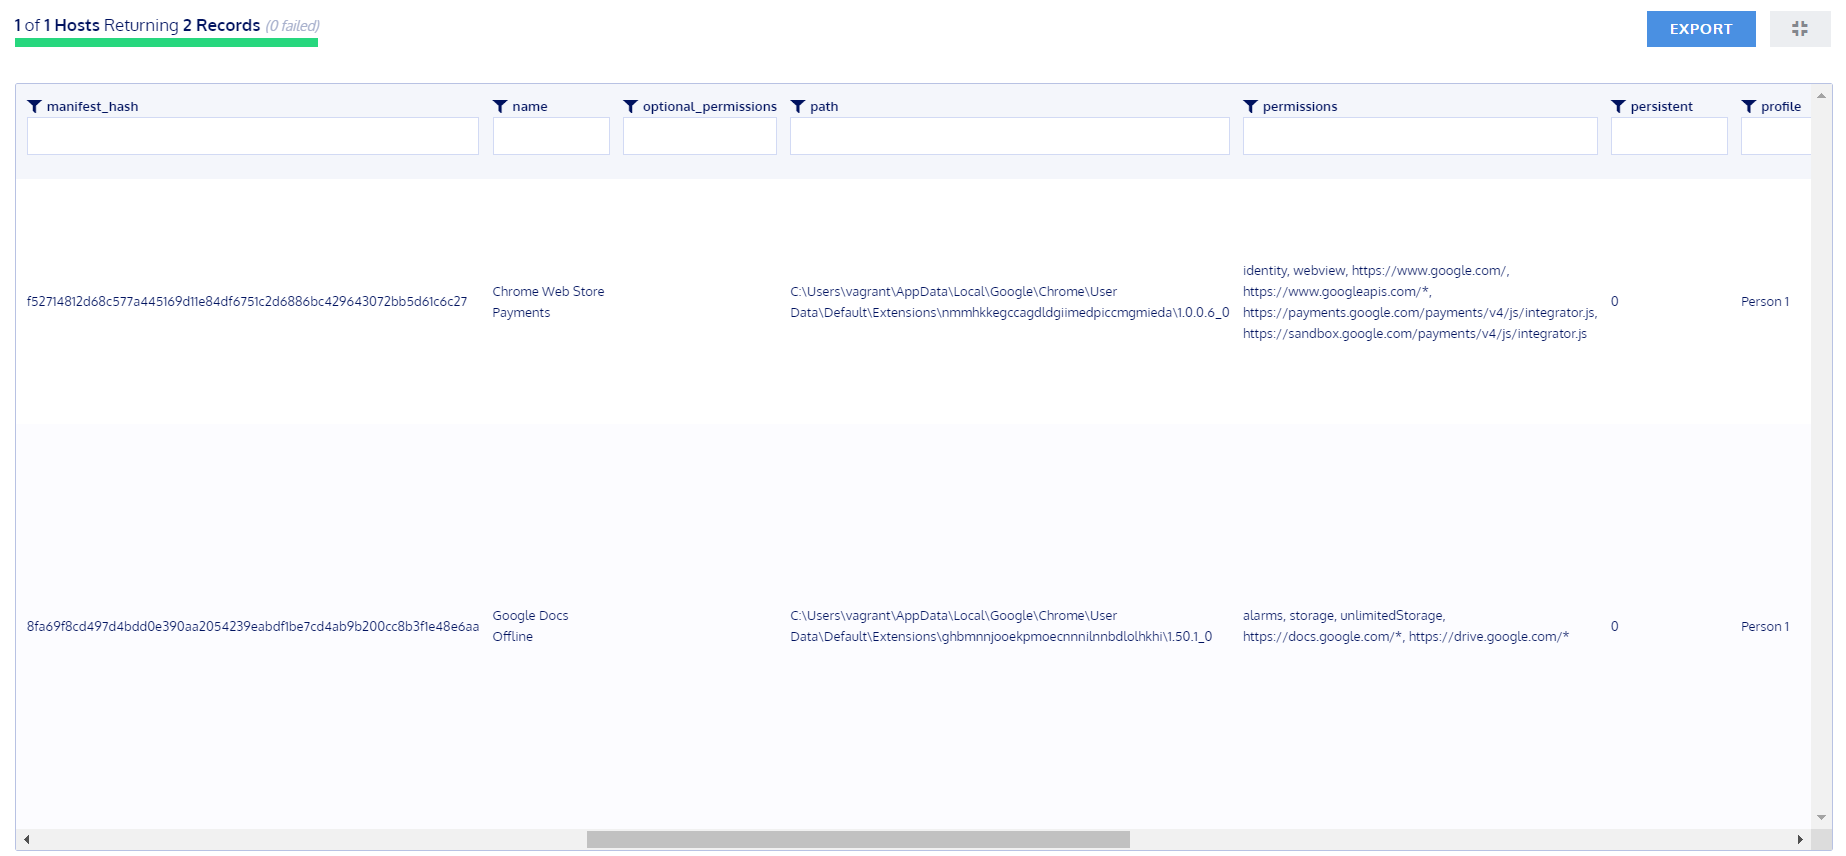 1 of 1 Hosts Returning 2 Records (0 failed)
EXPORT
manifest_hash
name
optional_permissions
path
permissions
persistent
profile
f52714812d68c577a445169d11e84df6751c2d6886bc429643072bb5d61c6c27
Chrome Web Store
Payments
C:\Users\vagrant\AppData\Local\Google\Chrome\User
Data\Default\Extensions\nmmhkkegccagdldgiimedpiccmgmieda\1.0.0.6_0
identity, webview, https://www.google.com/,
https://www.googleapis.com/*,
https://payments.google.com/payments/v4/js/integrator.js,
https://sandbox.google.com/payments/v4/js/integrator.js
0
Person 1
8fa69f8cd497d4bdd0e390aa2054239eabdf1be7cd4ab9b200cc8b3f1e48e6aa
Google Docs
Offline
C:\Users\vagrant\AppData\Local\Google\Chrome\User
Data\Default\Extensions\ghbmnnjooekpmoecnnnilnnbdlolhkhi\1.50.1_0
alarms, storage, unlimitedStorage,
https://docs.google.com/*, https://drive.google.com/*
0
Person 1